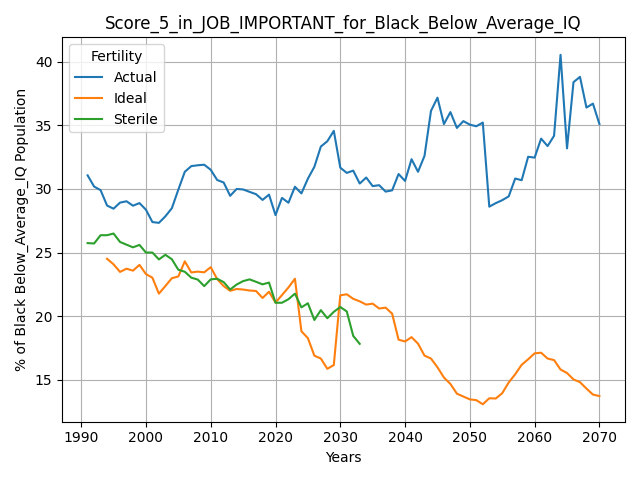 Score_5_in_JOB_IMPORTANT_for_Black_Below_Average_IQ
Fertility
Actual
Ideal
Sterile
% of Black Below_Average_IQ Population
40
35
30
25
20
15
1990
2000
2010
2020
2030
2040
2050
2060
2070
Years